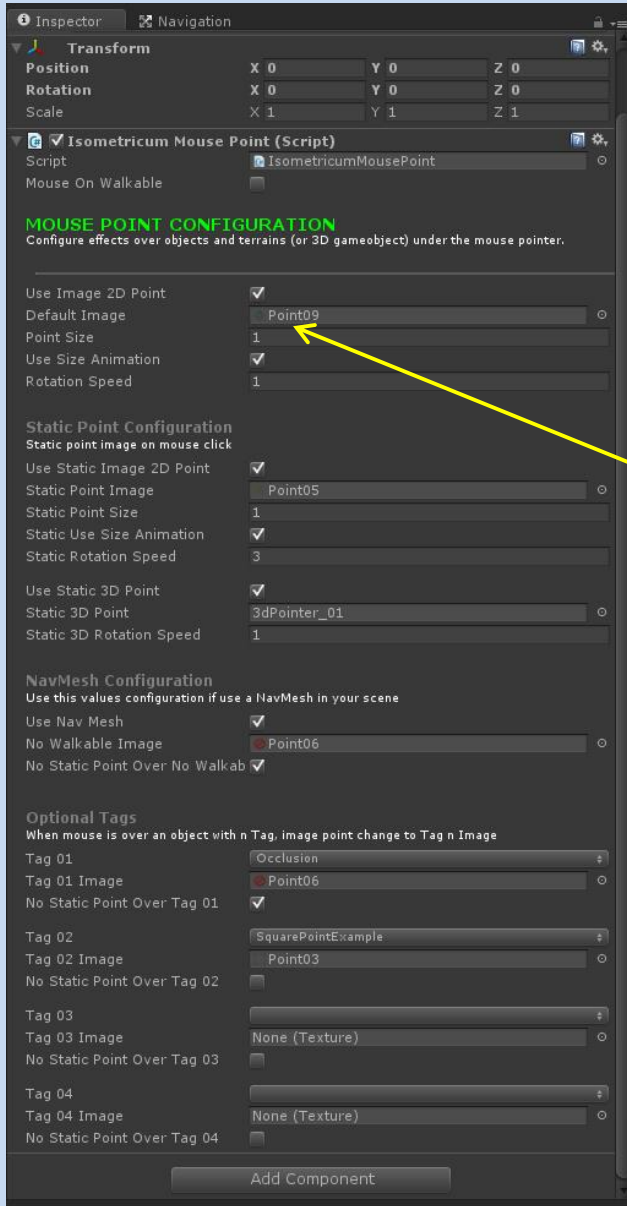 Inspector Navigation
Transform
Position X 0 Y 0 Z 0
Rotation X 0 Y 0 Z 0
Scale X 1 Y 1 Z 1
Isometricum Mouse Point (Script)
Script IsometricumMousePoint
Mouse On Walkable
MOUSE POINT CONFIGURATION
Configure effects over objects and terrains (or 3D gameobject) under the mouse pointer.
Use Image 2D Point
Default Image Point09
Point Size 1
Use Size Animation
Rotation Speed 1
Static Point Configuration
Static point image on mouse click
Use Static Image 2D Point
Static Point Image Point05
Static Point Size 1
Static Use Size Animation
Static Rotation Speed 3
Use Static 3D Point
Static 3D Point 3dPointer_01
Static 3D Rotation Speed 1
NavMesh Configuration
Use this values configuration if use a NavMesh in your scene
Use Nav Mesh
No Walkable Image Point06
No Static Point Over No Walkab
Optional Tags
When mouse is over an object with n Tag, image point change to Tag n Image
Tag 01 Occlusion
Tag 01 Image Point06
No Static Point Over Tag 01
Tag 02 SquarePointExample
Tag 02 Image Point03
No Static Point Over Tag 02
Tag 03
Tag 03 Image None (Texture)
No Static Point Over Tag 03
Tag 04
Tag 04 Image None (Texture)
No Static Point Over Tag 04
Add Component